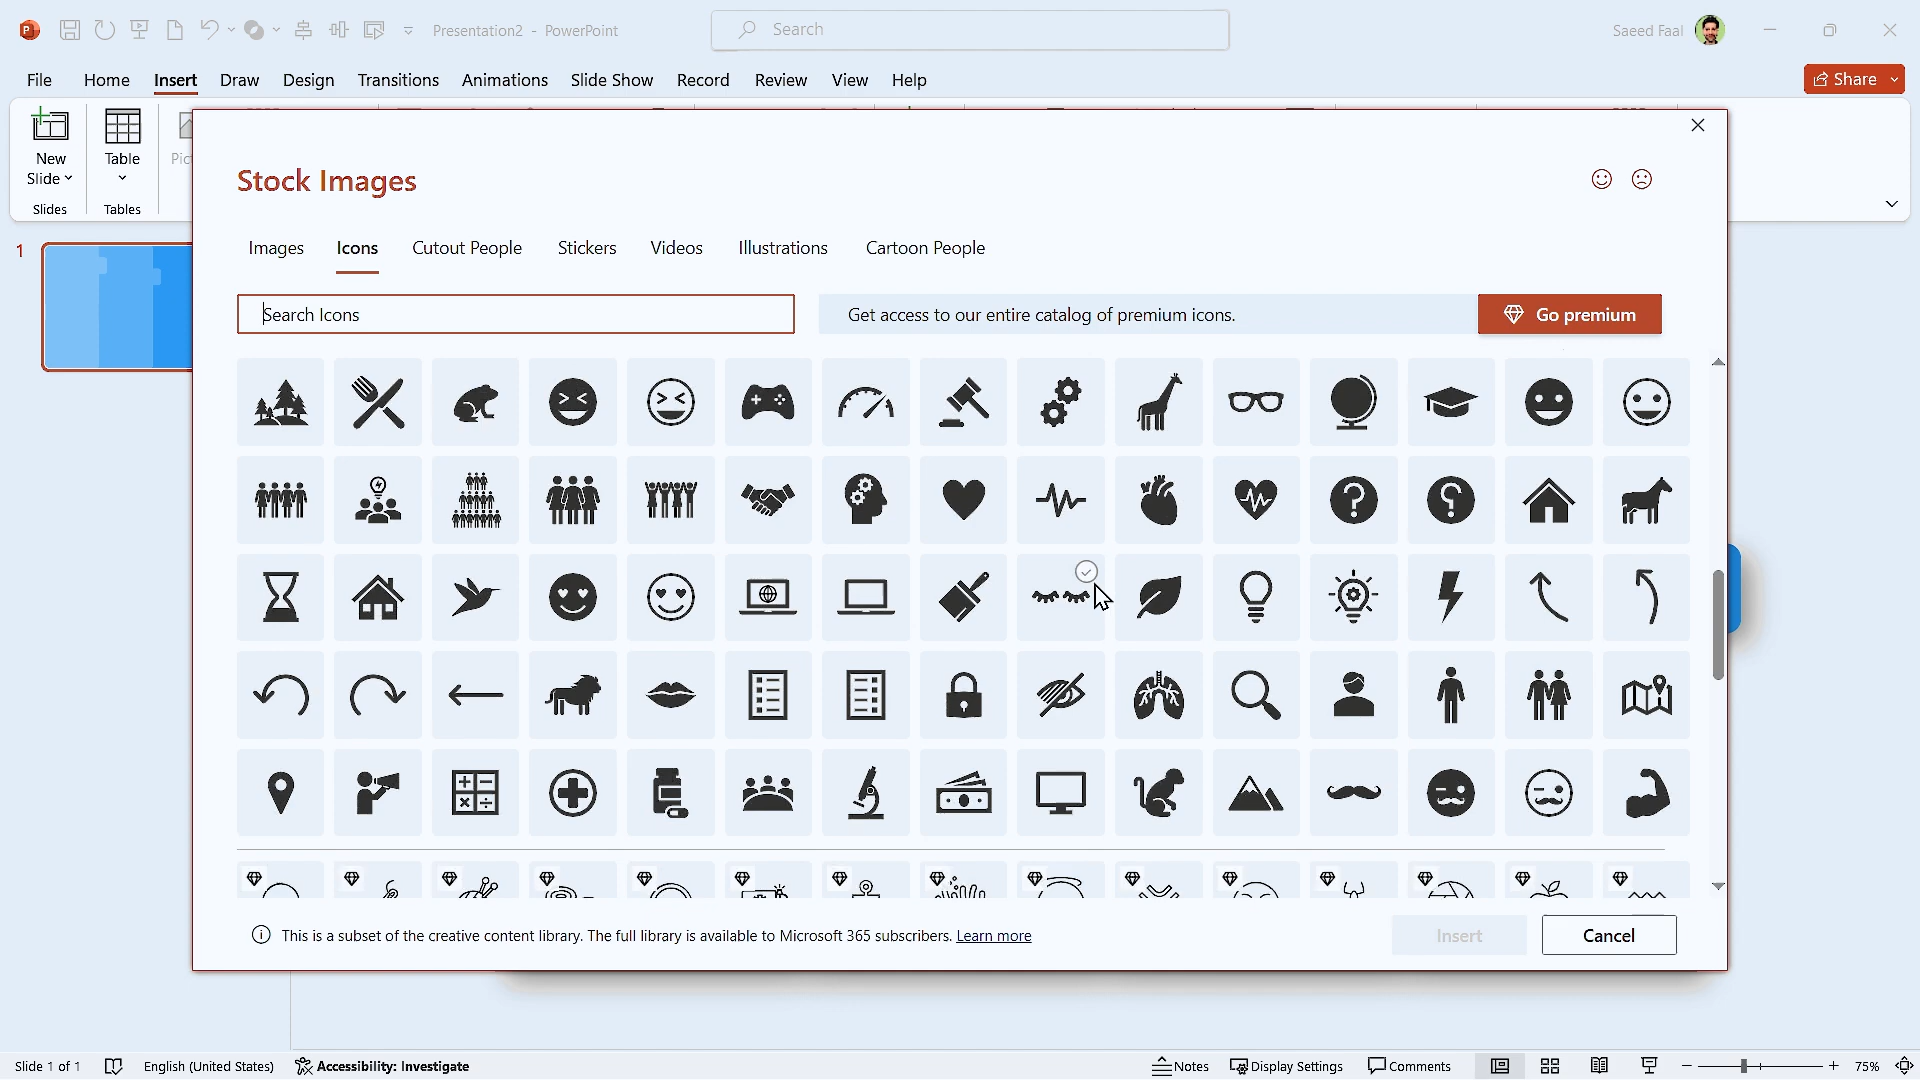 Presentation2 - PowerPoint
Search
Saeed Faal
File Home Insert Draw Design Transitions Animations Slide Show Record Review View Help
Share
New Slide
Table
Slides
Tables
Stock Images
Images Icons Cutout People Stickers Videos Illustrations Cartoon People
Search Icons
Get access to our entire catalog of premium icons.
Go premium
1
This is a subset of the creative content library. The full library is available to Microsoft 365 subscribers. Learn more
Insert
Cancel
Slide 1 of 1 English (United States) Accessibility: Investigate Notes Display Settings Comments 75%